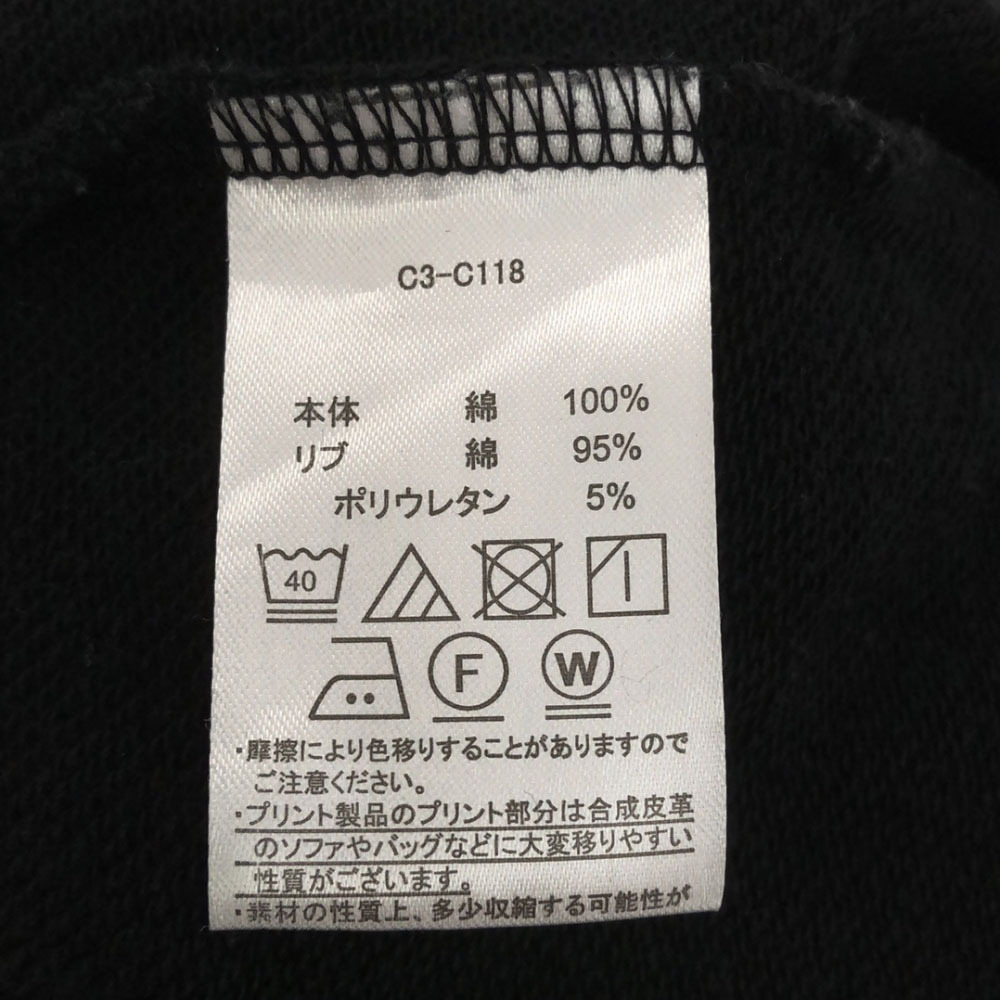 C3-C118
本体 綿 100%
リブ 綿 95%
ポリウレタン 5%
40
F W
・摩擦により色移りすることがありますので
ご注意ください。
・プリント製品のプリント部分は合成皮革
のソファやバッグなどに大変移りやすい
性質がございます。
・素材の性質上、多少収縮する可能性が